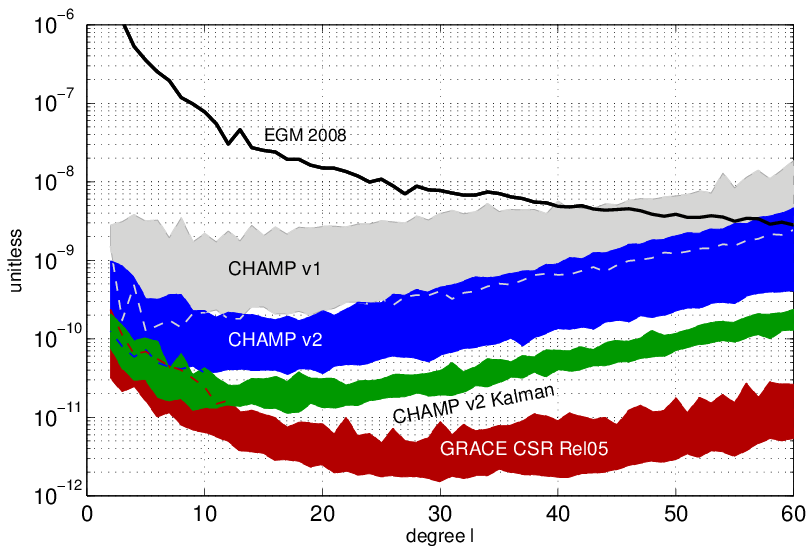 10^-6
10^-7
10^-8
10^-9
10^-10
10^-11
10^-12
unitless
EGM 2008
CHAMP v1
CHAMP v2
CHAMP v2 Kalman
GRACE CSR Rel05
0 10 20 30 40 50 60
degree l